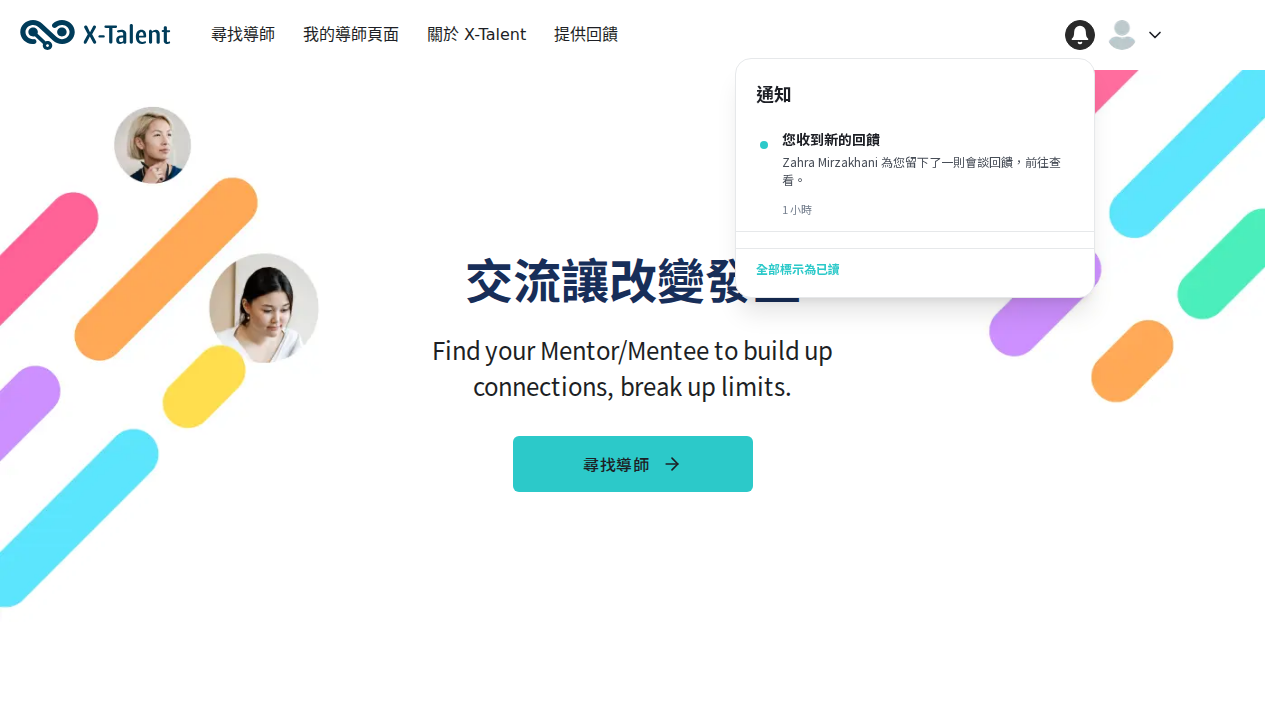 X-Talent 尋找導師 我的導師頁面 關於 X-Talent 提供回饋
通知
您收到新的回饋
Zahra Mirzakhani 為您留下了一則會談回饋，前往查
看。
1 小時
全部標示為已讀
交流讓改變發
Find your Mentor/Mentee to build up
connections, break up limits.
尋找導師